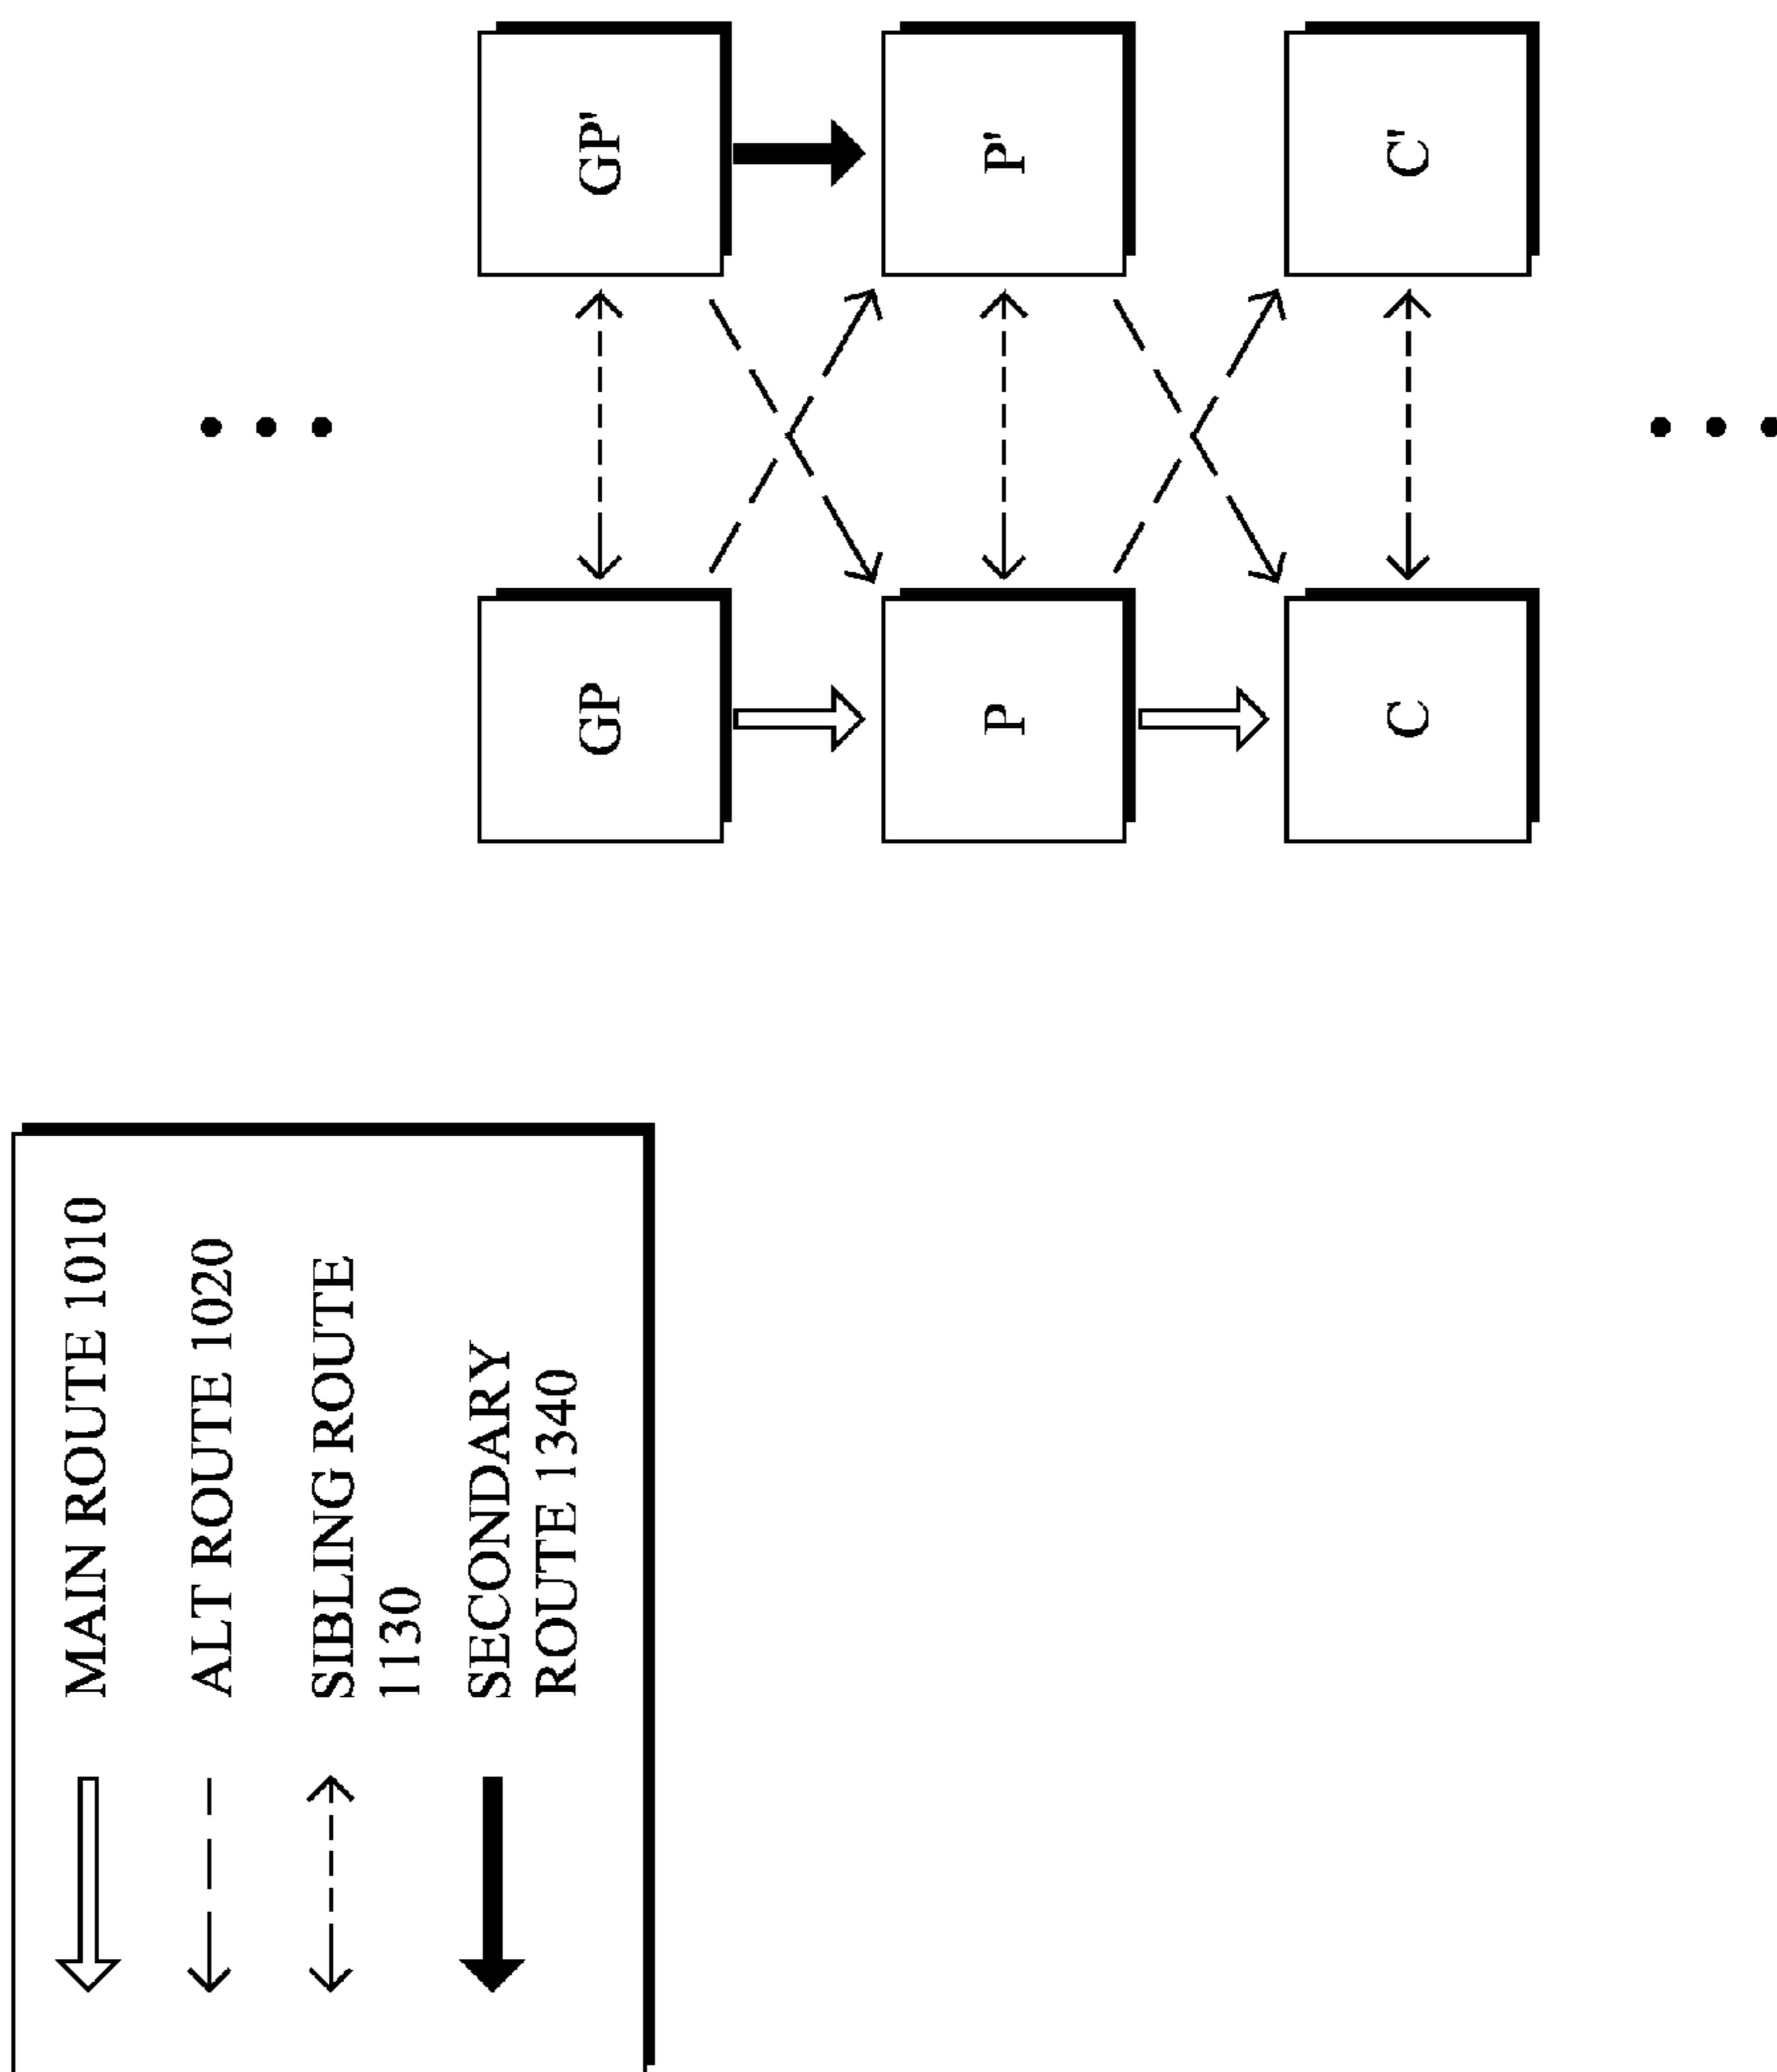 GP'
P'
C'
GP
P
C
MAIN ROUTE 1010
ALT ROUTE 1020
SIBLING ROUTE
1130
SECONDARY
ROUTE 1340